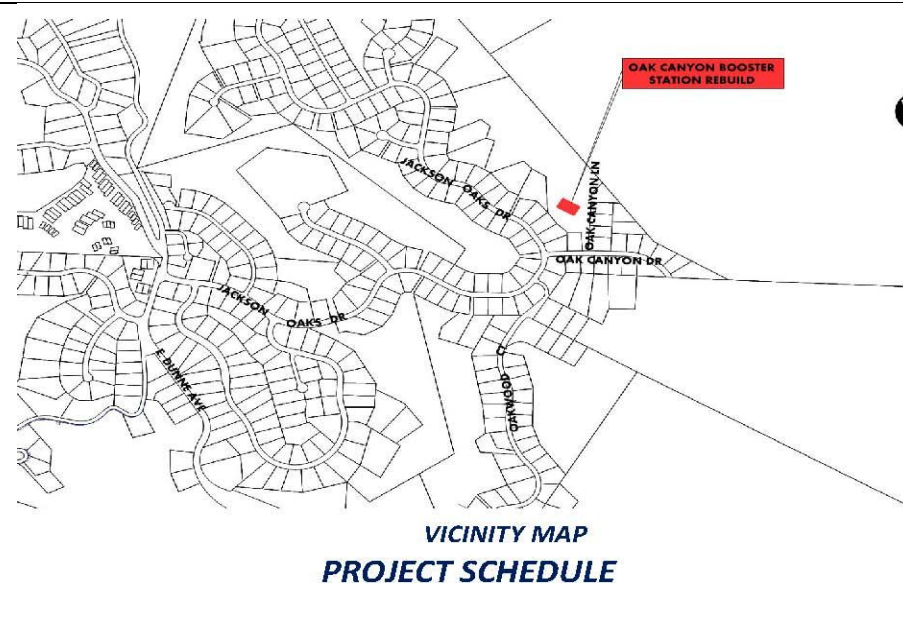 OAK CANYON BOOSTER
STATION REBUILD
JACKSON OAKS DR
OAK CANYON LN
OAK CANYON DR
JACKSON OAKS DR
E. DUNNE AVE
OAKWOOD CT
VICINITY MAP
PROJECT SCHEDULE